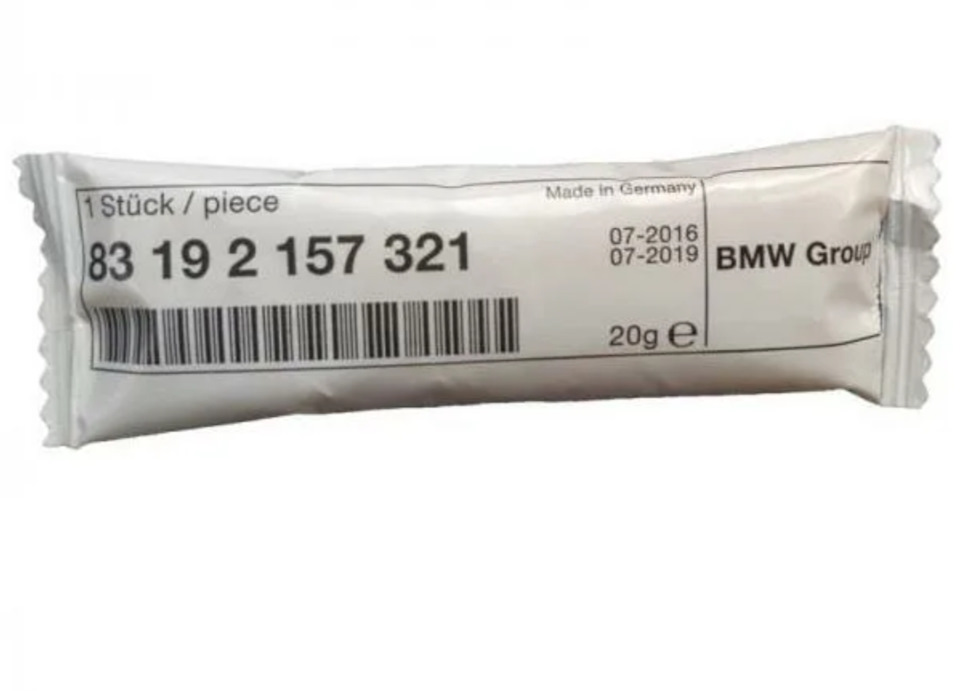 1 Stück / piece
Made in Germany
83 19 2 157 321
07-2016
07-2019
BMW Group
20g ℮